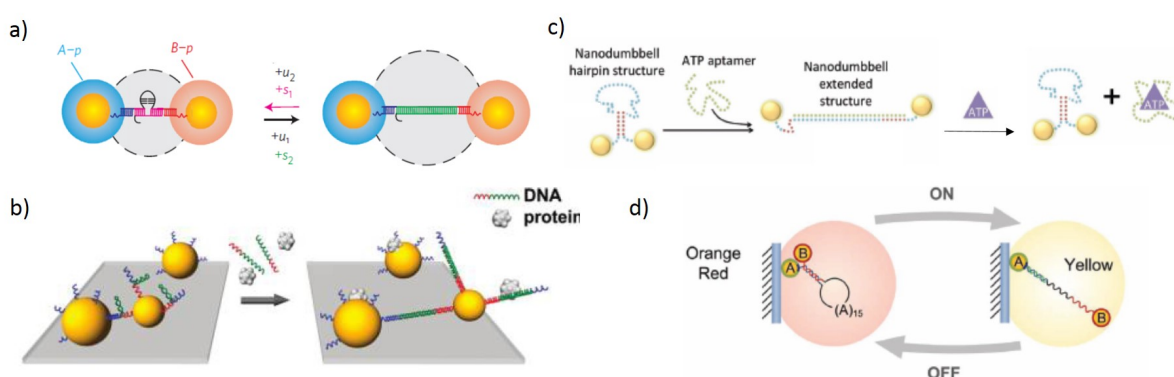 a)
A-p
B-p
+u2
+s1
+u1
+s2
b)
DNA
protein
c)
Nanodumbbell
hairpin structure
ATP aptamer
Nanodumbbell
extended
structure
ATP
+
ATP
d)
ON
Orange
Red
A
B
(A)15
A
Yellow
B
OFF